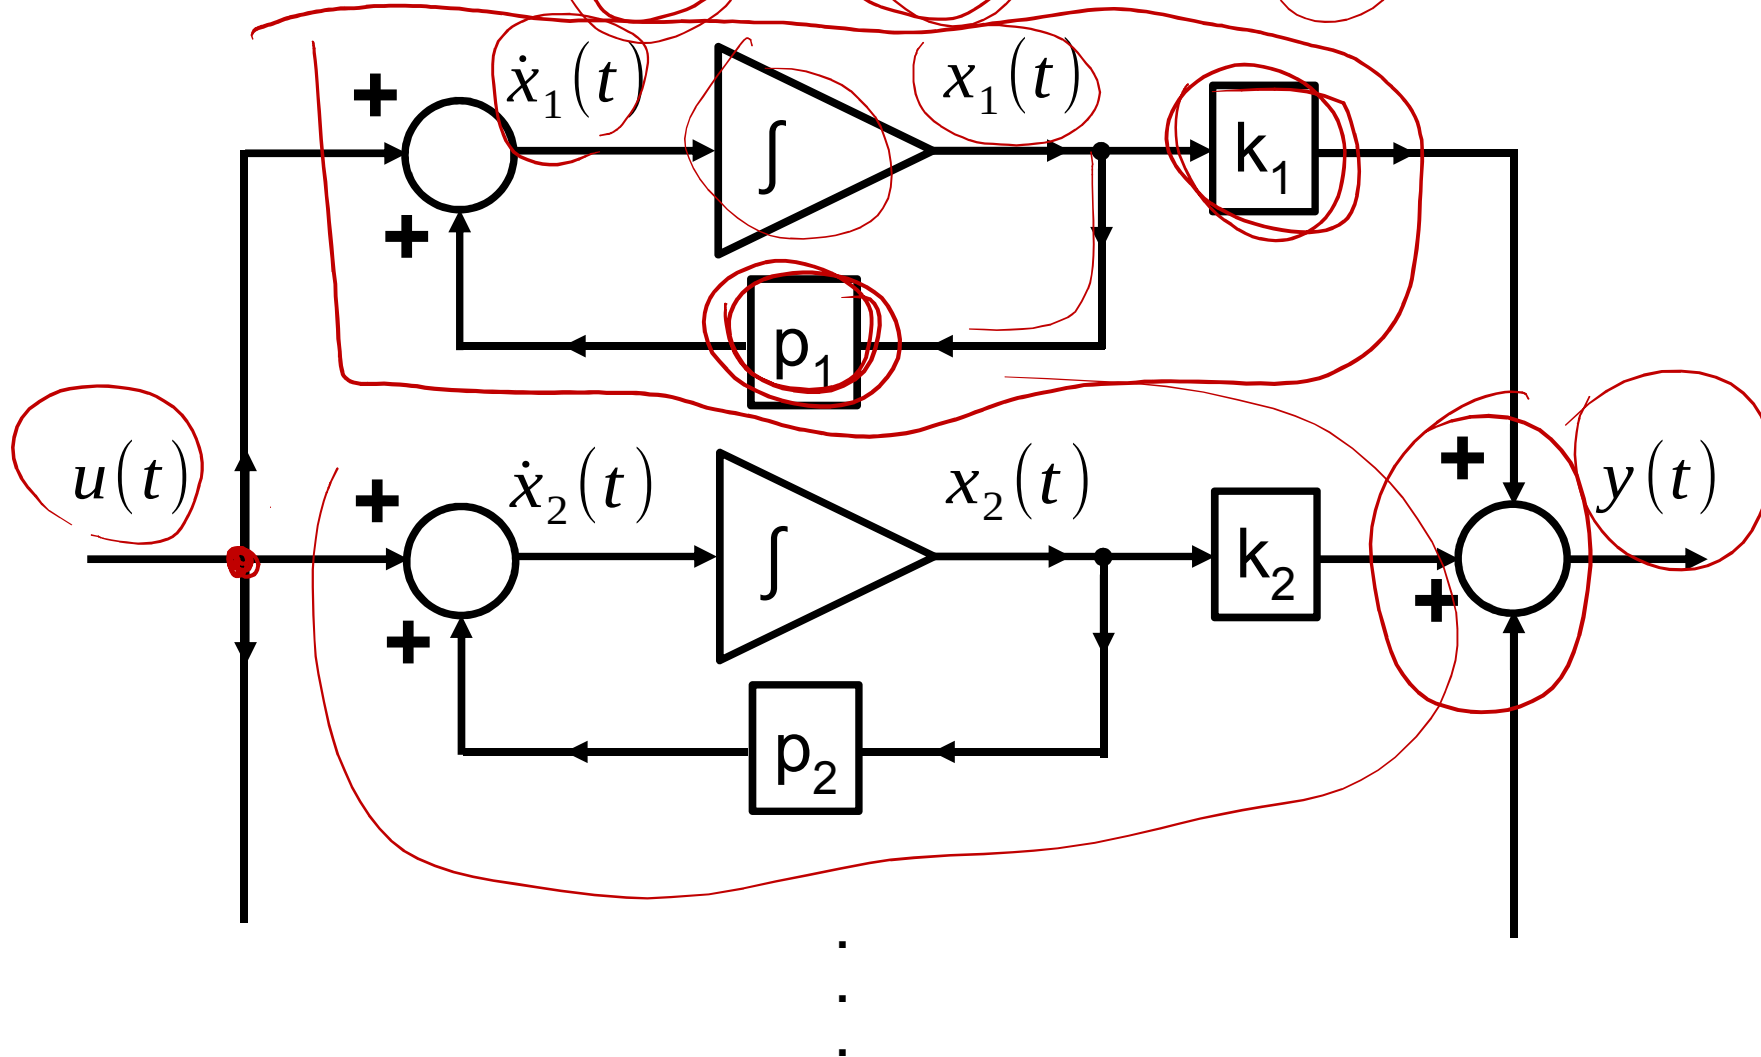 + ẋ₁(t) ∫ x₁(t) k₁
+
p₁
u(t) + ẋ₂(t) ∫ x₂(t) k₂ + y(t)
+ +
p₂
.
.
.